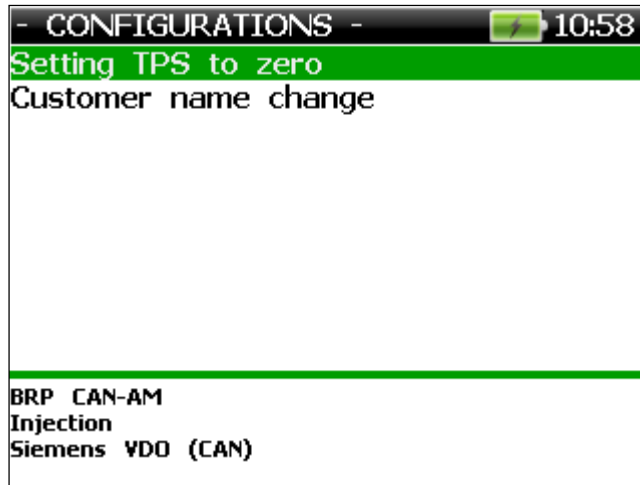 - CONFIGURATIONS - 10:58
Setting TPS to zero
Customer name change
BRP CAN-AM
Injection
Siemens VDO (CAN)